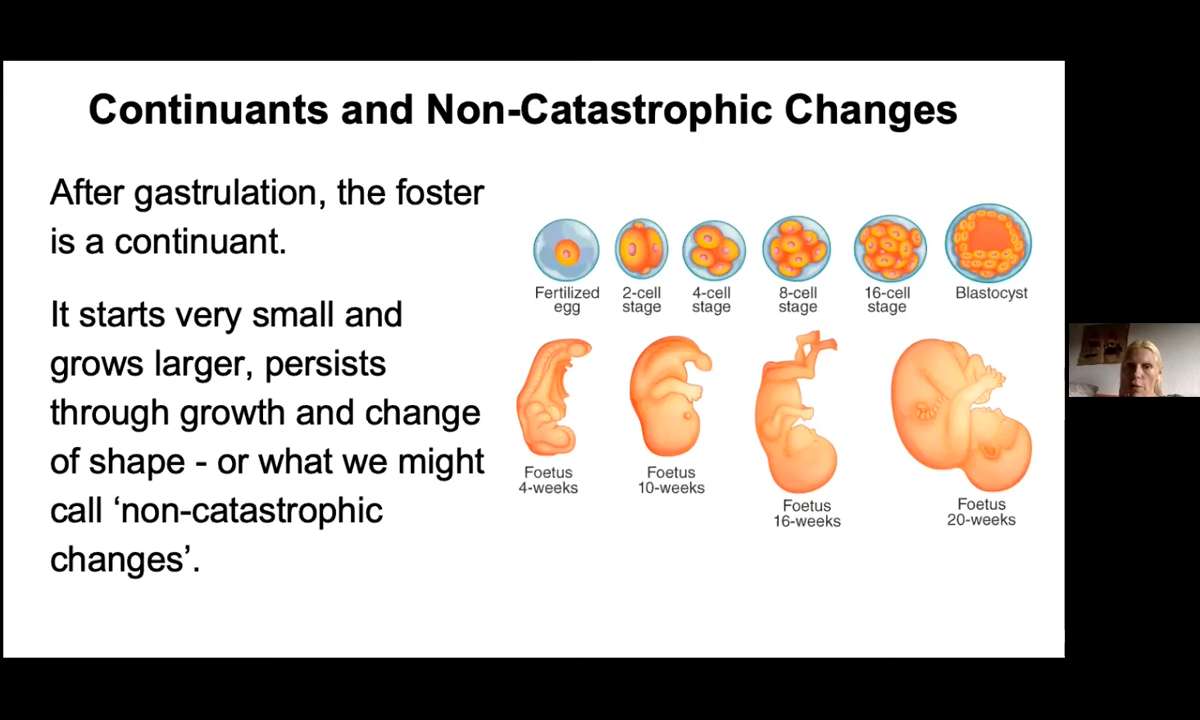 Continuants and Non-Catastrophic Changes
After gastrulation, the foster
is a continuant.
It starts very small and
grows larger, persists
through growth and change
of shape - or what we might
call ‘non-catastrophic
changes’.
Fertilized
egg
2-cell
stage
4-cell
stage
8-cell
stage
16-cell
stage
Blastocyst
Foetus
4-weeks
Foetus
10-weeks
Foetus
16-weeks
Foetus
20-weeks